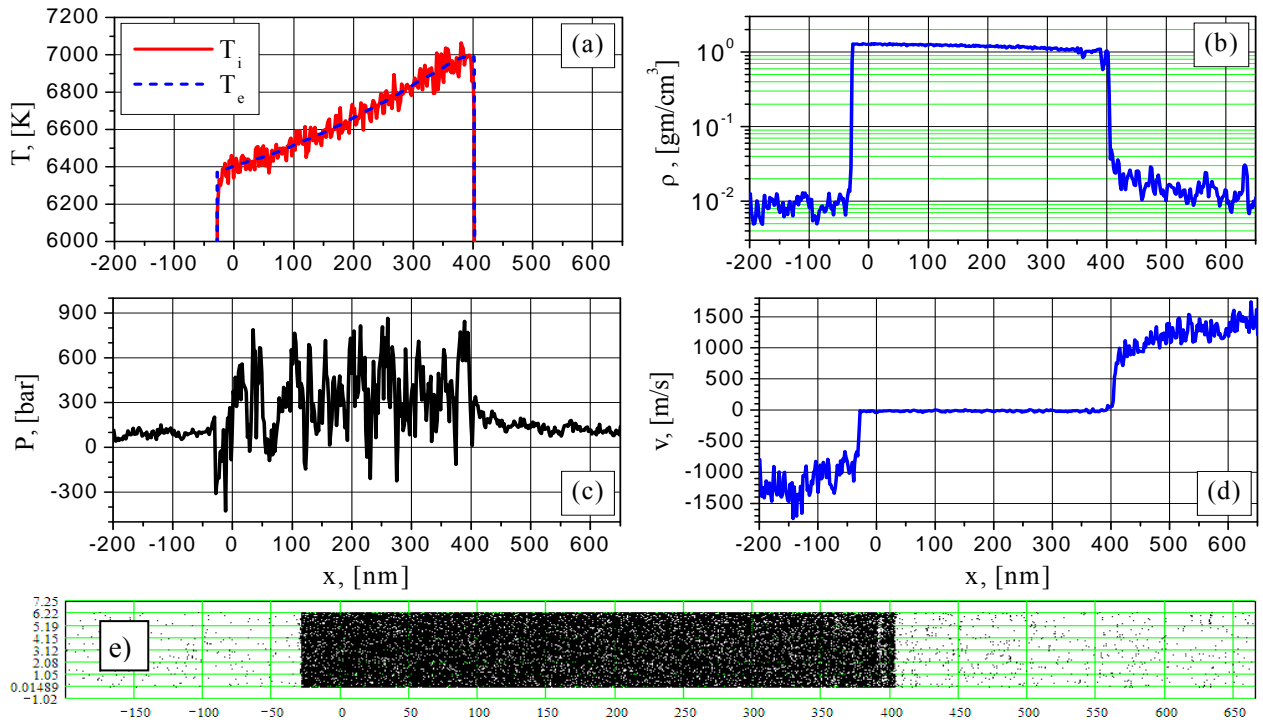 7200
7000
6800
6600
6400
6200
6000
T, [K]
T_i
T_e
(a)
-200 -100 0 100 200 300 400 500 600
10^0
10^-1
10^-2
ρ, [gm/cm^3]
(b)
-200 -100 0 100 200 300 400 500 600
900
600
300
0
-300
P, [bar]
(c)
-200 -100 0 100 200 300 400 500 600
x, [nm]
1500
1000
500
0
-500
-1000
-1500
v, [m/s]
(d)
-200 -100 0 100 200 300 400 500 600
x, [nm]
7.25
6.22
5.19
4.15
3.12
2.08
1.05
0.01489
−1.02
e)
−150 −100 −50 0 50 100 150 200 250 300 350 400 450 500 550 600 650